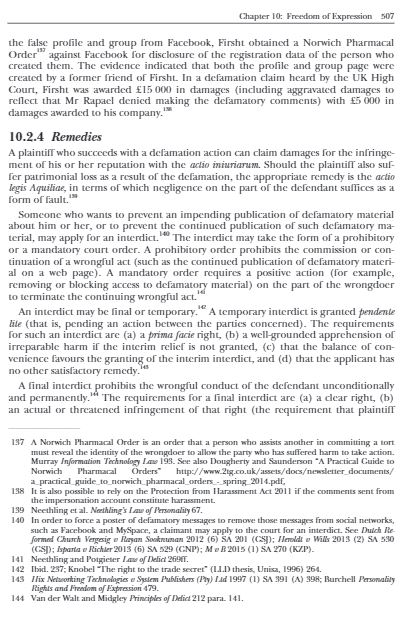 Chapter 10: Freedom of Expression 507
the false profile and group from Facebook, Firsht obtained a Norwich Pharmacal
Order137 against Facebook for disclosure of the registration data of the person who
created them. The evidence indicated that both the profile and group page were
created by a former friend of Firsht. In a defamation claim heard by the UK High
Court, Firsht was awarded £15 000 in damages (including aggravated damages to
reflect that Mr Rapael denied making the defamatory comments) with £5 000 in
damages awarded to his company.138
10.2.4 Remedies
A plaintiff who succeeds with a defamation action can claim damages for the infringe-
ment of his or her reputation with the actio iniuriarum. Should the plaintiff also suf-
fer patrimonial loss as a result of the defamation, the appropriate remedy is the actio
legis Aquiliae, in terms of which negligence on the part of the defendant suffices as a
form of fault.139
Someone who wants to prevent an impending publication of defamatory material
about him or her, or to prevent the continued publication of such defamatory ma-
terial, may apply for an interdict.140 The interdict may take the form of a prohibitory
or a mandatory court order. A prohibitory order prohibits the commission or con-
tinuation of a wrongful act (such as the continued publication of defamatory materi-
al on a web page). A mandatory order requires a positive action (for example,
removing or blocking access to defamatory material) on the part of the wrongdoer
to terminate the continuing wrongful act.141
An interdict may be final or temporary.142 A temporary interdict is granted pendente
lite (that is, pending an action between the parties concerned). The requirements
for such an interdict are (a) a prima facie right, (b) a well-grounded apprehension of
irreparable harm if the interim relief is not granted, (c) that the balance of con-
venience favours the granting of the interim interdict, and (d) that the applicant has
no other satisfactory remedy.143
A final interdict prohibits the wrongful conduct of the defendant unconditionally
and permanently.144 The requirements for a final interdict are (a) a clear right, (b)
an actual or threatened infringement of that right (the requirement that plaintiff
137 A Norwich Pharmacal Order is an order that a person who assists another in committing a tort
must reveal the identity of the wrongdoer to allow the party who has suffered harm to take action.
Murray Information Technology Law 193. See also Dougherty and Saunderson “A Practical Guide to
Norwich Pharmacal Orders” http://www.2tg.co.uk/assets/docs/newsletter_documents/
a_practical_guide_to_norwich_pharmacal_orders_-_spring_2014.pdf,
138 It is also possible to rely on the Protection from Harassment Act 2011 if the comments sent from
the impersonation account constitute harassment.
139 Neethling et al. Neethling’s Law of Personality 67.
140 In order to force a poster of defamatory messages to remove those messages from social networks,
such as Facebook and MySpace, a claimant may apply to the court for an interdict. See Dutch Re-
formed Church Vergesig v Rayan Sooknunan 2012 (6) SA 201 (GSJ); Heroldt v Wills 2013 (2) SA 530
(GSJ); Isparta v Richter 2013 (6) SA 529 (GNP); M v B 2015 (1) SA 270 (KZP).
141 Neethling and Potgieter Law of Delict 269ff.
142 Ibid. 237; Knobel “The right to the trade secret” (LLD thesis, Unisa, 1996) 264.
143 Hix Networking Technologies v System Publishers (Pty) Ltd 1997 (1) SA 391 (A) 398; Burchell Personality
Rights and Freedom of Expression 479.
144 Van der Walt and Midgley Principles of Delict 212 para. 141.